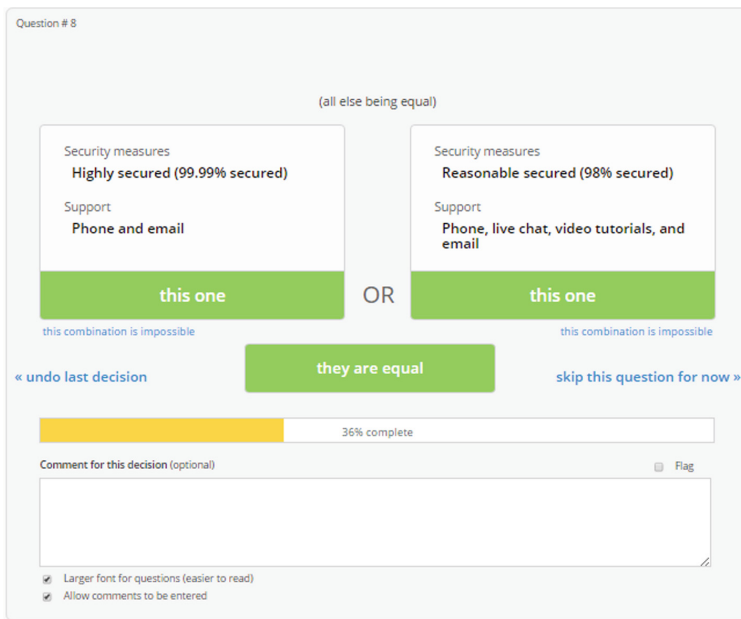 Question # 8
(all else being equal)
Security measures
Highly secured (99.99% secured)
Support
Phone and email
this one
this combination is impossible
OR
Security measures
Reasonable secured (98% secured)
Support
Phone, live chat, video tutorials, and
email
this one
this combination is impossible
« undo last decision
they are equal
skip this question for now »
36% complete
Comment for this decision (optional)
Flag
Larger font for questions (easier to read)
Allow comments to be entered